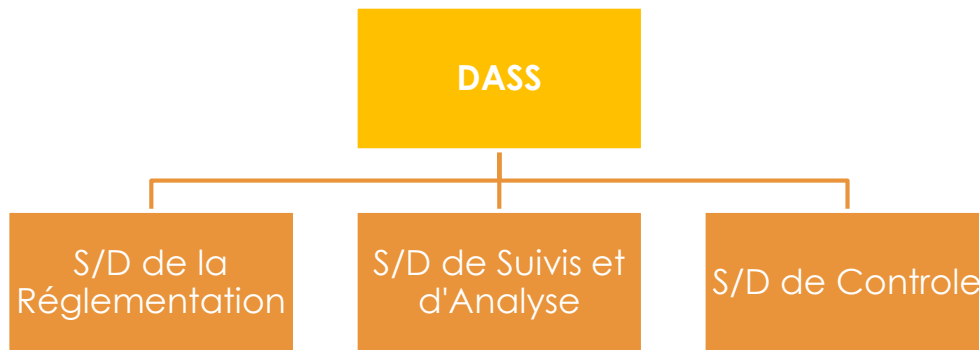 DASS
S/D de la
Réglementation
S/D de Suivis et
d'Analyse
S/D de Controle